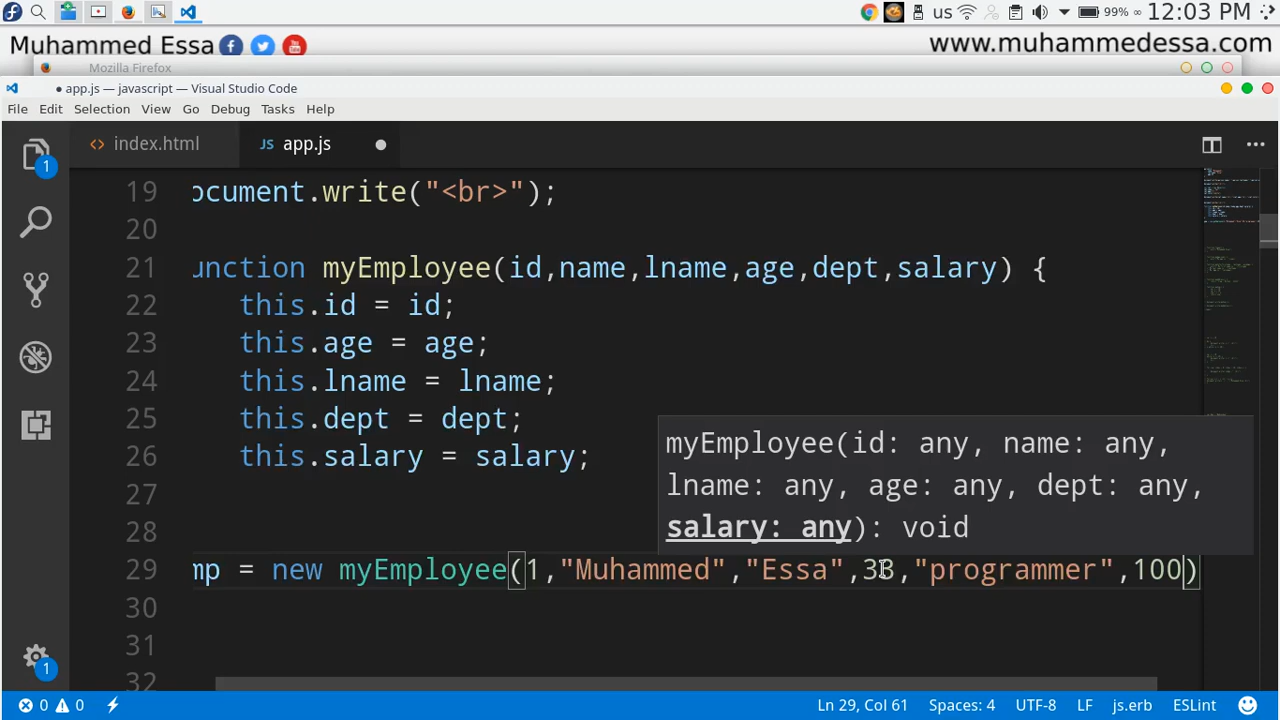 us 99% 12:03 PM
Muhammed Essa
www.muhammedessa.com
Mozilla Firefox
● app.js — javascript — Visual Studio Code
File Edit Selection View Go Debug Tasks Help
<> index.html JS app.js ●
19 ocument.write("<br>");
20
21 unction myEmployee(id,name,lname,age,dept,salary) {
22 this.id = id;
23 this.age = age;
24 this.lname = lname;
25 this.dept = dept;
26 this.salary = salary;
27
28
myEmployee(id: any, name: any,
lname: any, age: any, dept: any,
salary: any): void
29 mp = new myEmployee(1,"Muhammed","Essa",33,"programmer",100)
30
31
32
1
1
0 0 Ln 29, Col 61 Spaces: 4 UTF-8 LF js.erb ESLint